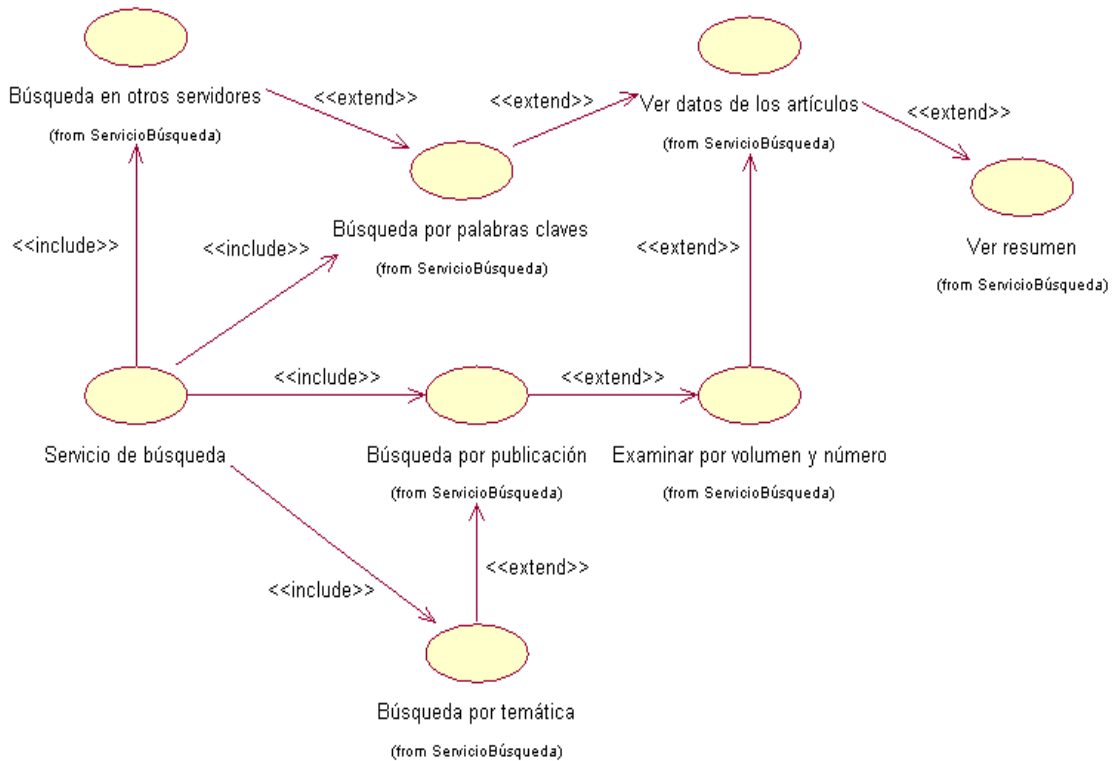 Búsqueda en otros servidores
(from ServicioBúsqueda)
<<extend>>
<<extend>>
Ver datos de los artículos
(from ServicioBúsqueda)
<<extend>>
Búsqueda por palabras claves
(from ServicioBúsqueda)
Ver resumen
(from ServicioBúsqueda)
<<include>>
<<include>>
<<extend>>
Servicio de búsqueda
<<include>>
Búsqueda por publicación
(from ServicioBúsqueda)
<<extend>>
Examinar por volumen y número
(from ServicioBúsqueda)
<<include>>
<<extend>>
Búsqueda por temática
(from ServicioBúsqueda)